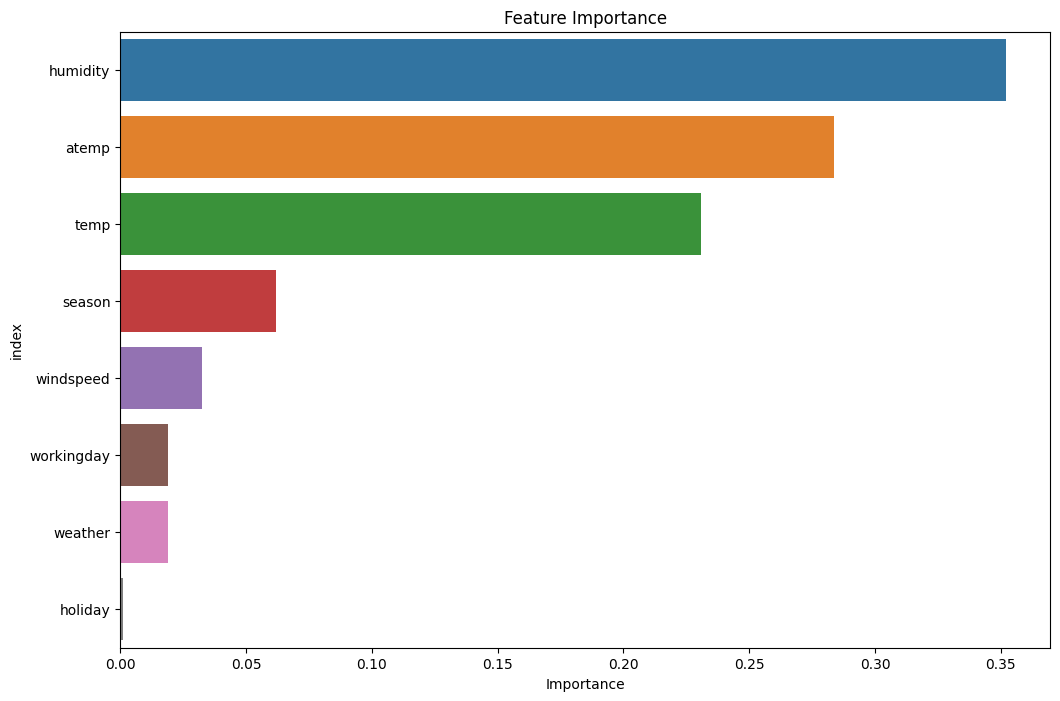 Feature Importance
humidity
atemp
temp
season
windspeed
workingday
weather
holiday
index
0.00 0.05 0.10 0.15 0.20 0.25 0.30 0.35
Importance